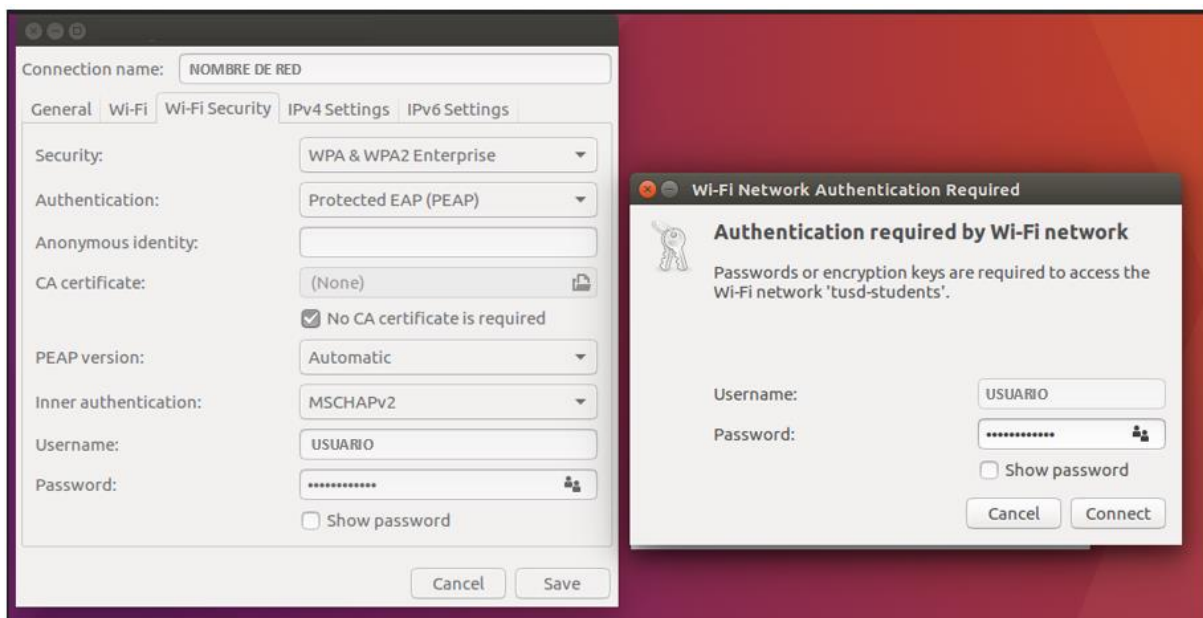 Connection name: NOMBRE DE RED
General Wi-Fi Wi-Fi Security IPv4 Settings IPv6 Settings
Security: WPA & WPA2 Enterprise
Authentication: Protected EAP (PEAP)
Anonymous identity:
CA certificate: (None)
No CA certificate is required
PEAP version: Automatic
Inner authentication: MSCHAPv2
Username: USUARIO
Password: ••••••••••••
Show password
Cancel Save
Wi-Fi Network Authentication Required
Authentication required by Wi-Fi network
Passwords or encryption keys are required to access the
Wi-Fi network 'tusd-students'.
Username: USUARIO
Password: ••••••••••••
Show password
Cancel Connect